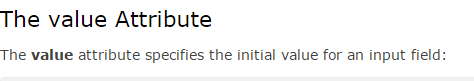 The value Attribute
The value attribute specifies the initial value for an input field: